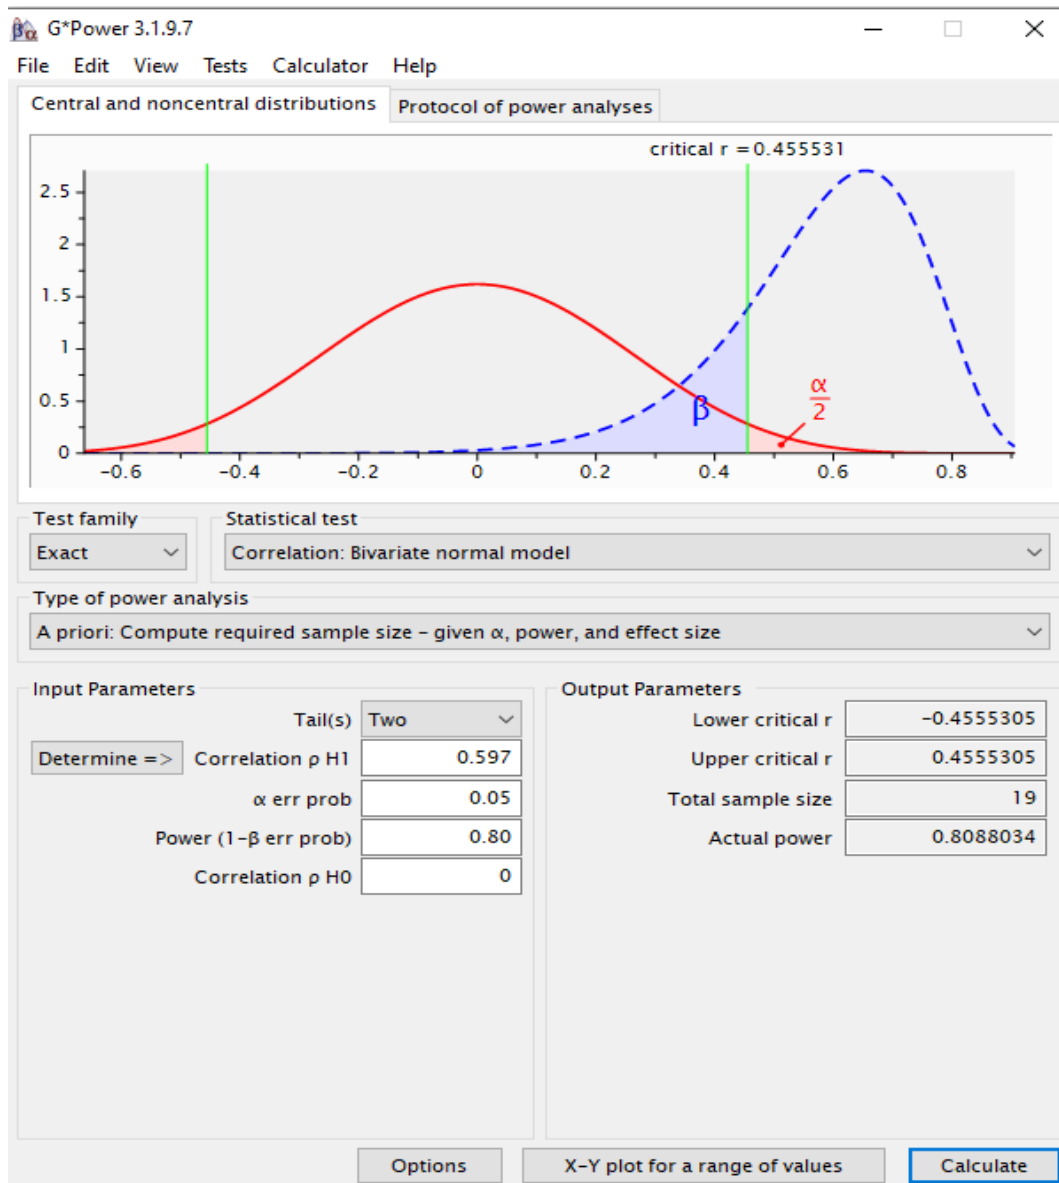 βα G*Power 3.1.9.7
File Edit View Tests Calculator Help
Central and noncentral distributions Protocol of power analyses
critical r = 0.455531
2.5
2
1.5
1
0.5
0
β
α
2
-0.6 -0.4 -0.2 0 0.2 0.4 0.6 0.8
Test family Statistical test
Exact Correlation: Bivariate normal model
Type of power analysis
A priori: Compute required sample size – given α, power, and effect size
Input Parameters
Tail(s) Two
Determine => Correlation ρ H1 0.597
α err prob 0.05
Power (1-β err prob) 0.80
Correlation ρ H0 0
Output Parameters
Lower critical r -0.4555305
Upper critical r 0.4555305
Total sample size 19
Actual power 0.8088034
Options X-Y plot for a range of values Calculate